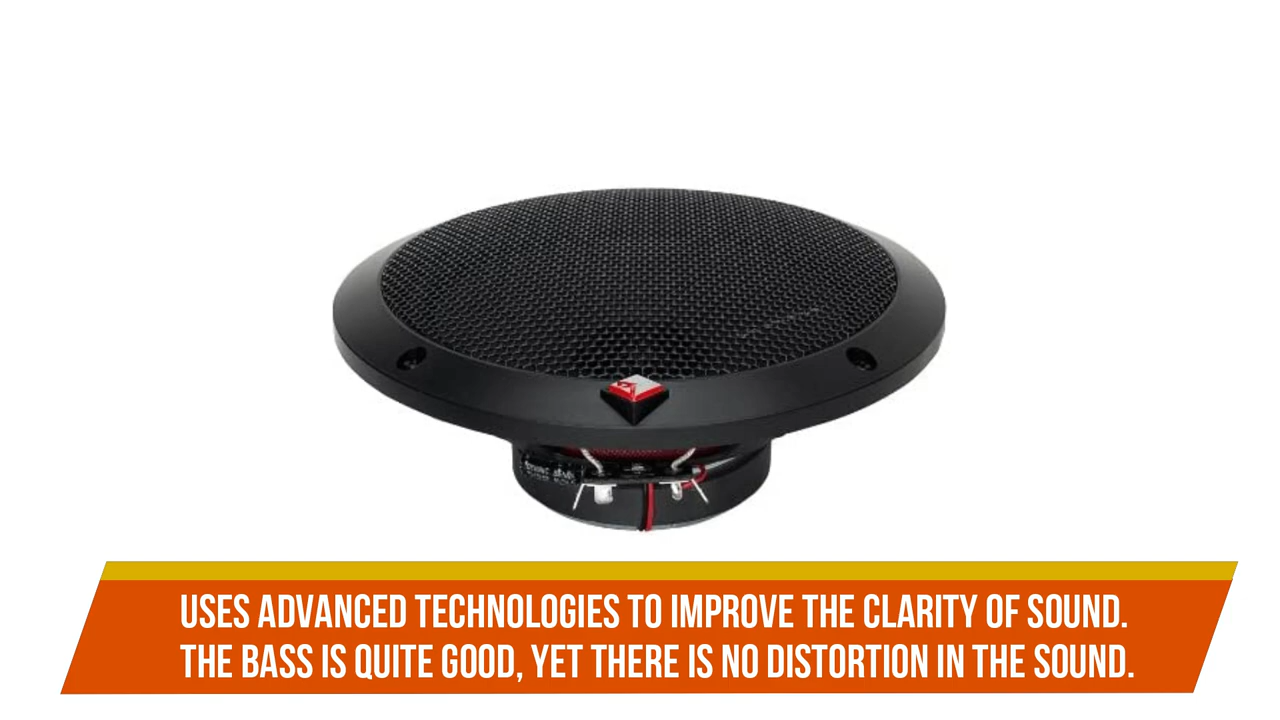 USES ADVANCED TECHNOLOGIES TO IMPROVE THE CLARITY OF SOUND.
THE BASS IS QUITE GOOD, YET THERE IS NO DISTORTION IN THE SOUND.